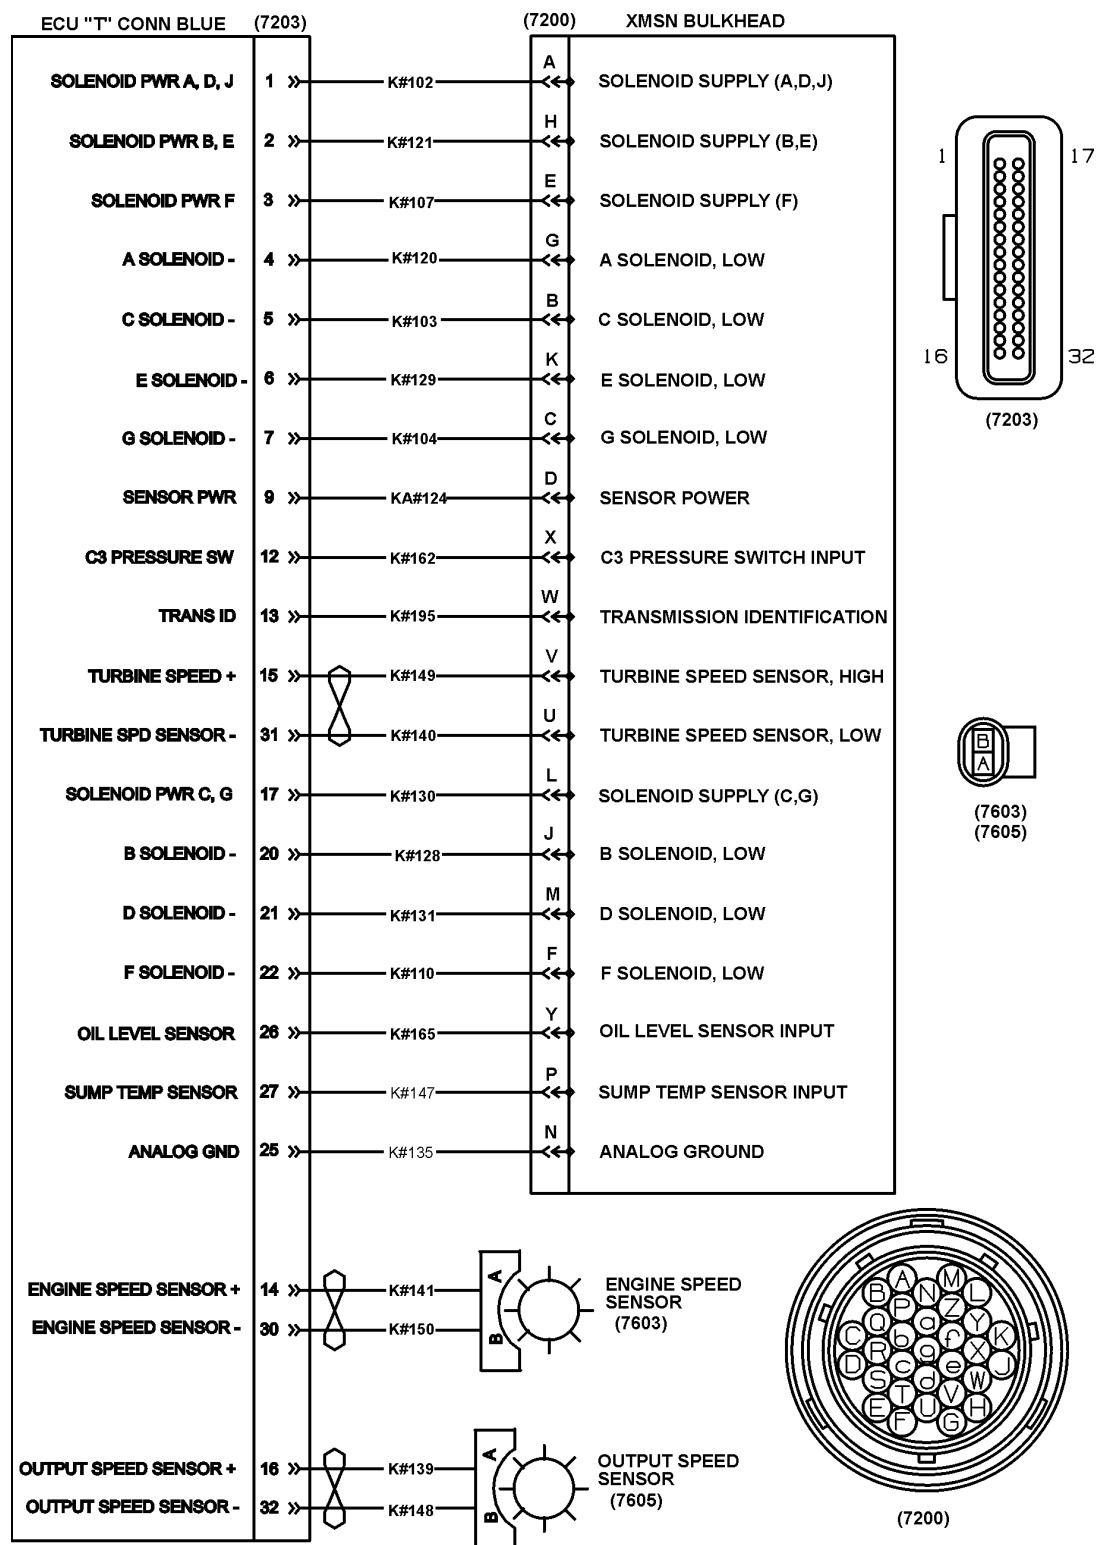 ECU "T" CONN BLUE (7203) (7200) XMSN BULKHEAD
SOLENOID PWR A, D, J 1 K#102 A SOLENOID SUPPLY (A,D,J)
SOLENOID PWR B, E 2 K#121 H SOLENOID SUPPLY (B,E)
SOLENOID PWR F 3 K#107 E SOLENOID SUPPLY (F)
A SOLENOID - 4 K#120 G A SOLENOID, LOW
C SOLENOID - 5 K#103 B C SOLENOID, LOW
E SOLENOID - 6 K#129 K E SOLENOID, LOW
G SOLENOID - 7 K#104 C G SOLENOID, LOW
SENSOR PWR 9 KA#124 D SENSOR POWER
C3 PRESSURE SW 12 K#162 X C3 PRESSURE SWITCH INPUT
TRANS ID 13 K#195 W TRANSMISSION IDENTIFICATION
TURBINE SPEED + 15 K#149 V TURBINE SPEED SENSOR, HIGH
TURBINE SPD SENSOR - 31 K#140 U TURBINE SPEED SENSOR, LOW
SOLENOID PWR C, G 17 K#130 L SOLENOID SUPPLY (C,G)
B SOLENOID - 20 K#128 J B SOLENOID, LOW
D SOLENOID - 21 K#131 M D SOLENOID, LOW
F SOLENOID - 22 K#110 F F SOLENOID, LOW
OIL LEVEL SENSOR 26 K#165 Y OIL LEVEL SENSOR INPUT
SUMP TEMP SENSOR 27 K#147 P SUMP TEMP SENSOR INPUT
ANALOG GND 25 K#135 N ANALOG GROUND
ENGINE SPEED SENSOR + 14 K#141 A
ENGINE SPEED SENSOR - 30 K#150 B
ENGINE SPEED
SENSOR
(7603)
OUTPUT SPEED SENSOR + 16 K#139 A
OUTPUT SPEED SENSOR - 32 K#148 B
OUTPUT SPEED
SENSOR
(7605)
1 17
16 32
(7203)
B
A
(7603)
(7605)
A M
B N L
P Z
Q a Y
C b f K
R g X
D c e J
S d W
T V
E U H
F G
(7200)